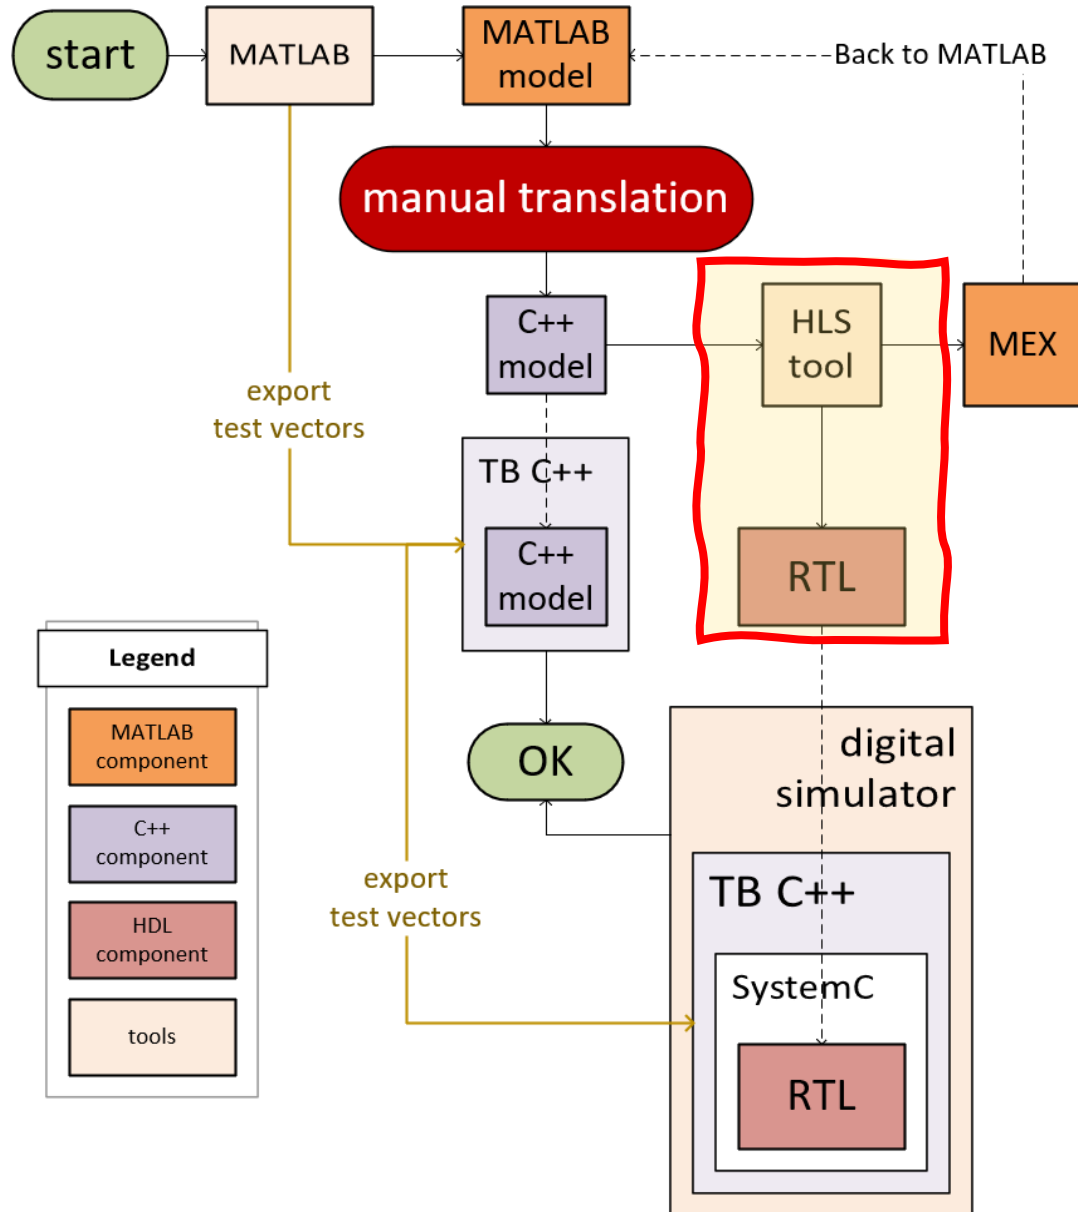 start
MATLAB
MATLAB
model
Back to MATLAB
manual translation
C++
model
HLS
tool
MEX
export
test vectors
TB C++
C++
model
RTL
Legend
MATLAB
component
C++
component
HDL
component
tools
OK
digital
simulator
export
test vectors
TB C++
SystemC
RTL